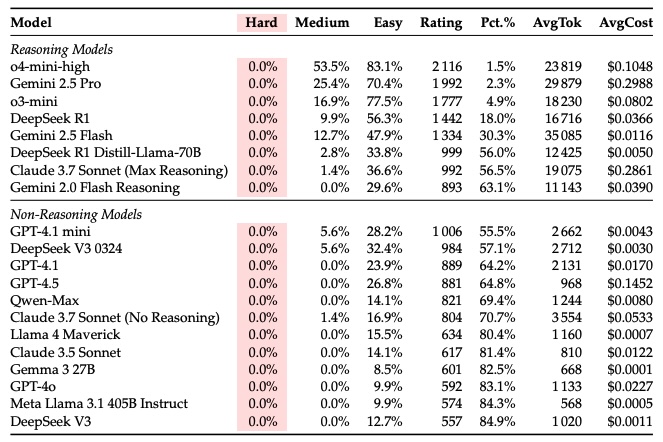 Model Hard Medium Easy Rating Pct.% AvgTok AvgCost
Reasoning Models
o4-mini-high 0.0% 53.5% 83.1% 2 116 1.5% 23 819 $0.1048
Gemini 2.5 Pro 0.0% 25.4% 70.4% 1 992 2.3% 29 879 $0.2988
o3-mini 0.0% 16.9% 77.5% 1 777 4.9% 18 230 $0.0802
DeepSeek R1 0.0% 9.9% 56.3% 1 442 18.0% 16 716 $0.0366
Gemini 2.5 Flash 0.0% 12.7% 47.9% 1 334 30.3% 35 085 $0.0116
DeepSeek R1 Distill-Llama-70B 0.0% 2.8% 33.8% 999 56.0% 12 425 $0.0050
Claude 3.7 Sonnet (Max Reasoning) 0.0% 1.4% 36.6% 992 56.5% 19 075 $0.2861
Gemini 2.0 Flash Reasoning 0.0% 0.0% 29.6% 893 63.1% 11 143 $0.0390
Non-Reasoning Models
GPT-4.1 mini 0.0% 5.6% 28.2% 1 006 55.5% 2 662 $0.0043
DeepSeek V3 0324 0.0% 5.6% 32.4% 984 57.1% 2 712 $0.0030
GPT-4.1 0.0% 0.0% 23.9% 889 64.2% 2 131 $0.0170
GPT-4.5 0.0% 0.0% 26.8% 881 64.8% 968 $0.1452
Qwen-Max 0.0% 0.0% 14.1% 821 69.4% 1 244 $0.0080
Claude 3.7 Sonnet (No Reasoning) 0.0% 1.4% 16.9% 804 70.7% 3 554 $0.0533
Llama 4 Maverick 0.0% 0.0% 15.5% 634 80.4% 1 160 $0.0007
Claude 3.5 Sonnet 0.0% 0.0% 14.1% 617 81.4% 810 $0.0122
Gemma 3 27B 0.0% 0.0% 8.5% 601 82.5% 668 $0.0001
GPT-4o 0.0% 0.0% 9.9% 592 83.1% 1 133 $0.0227
Meta Llama 3.1 405B Instruct 0.0% 0.0% 9.9% 574 84.3% 568 $0.0005
DeepSeek V3 0.0% 0.0% 12.7% 557 84.9% 1 020 $0.0011